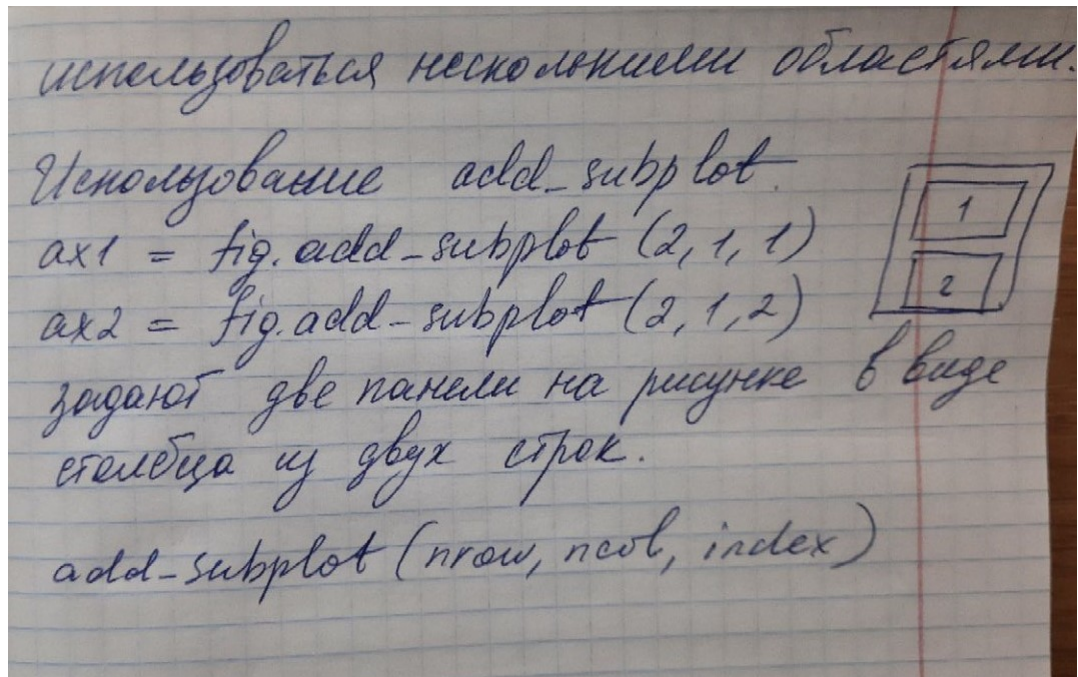 использоваться несколькими областями.
Использование add_subplot.
ax1 = fig.add_subplot (2, 1, 1)
ax2 = fig.add_subplot (2, 1, 2)
1
2
задают две панели на рисунке в виде
столбца из двух строк.
add_subplot (nrow, ncol, index)